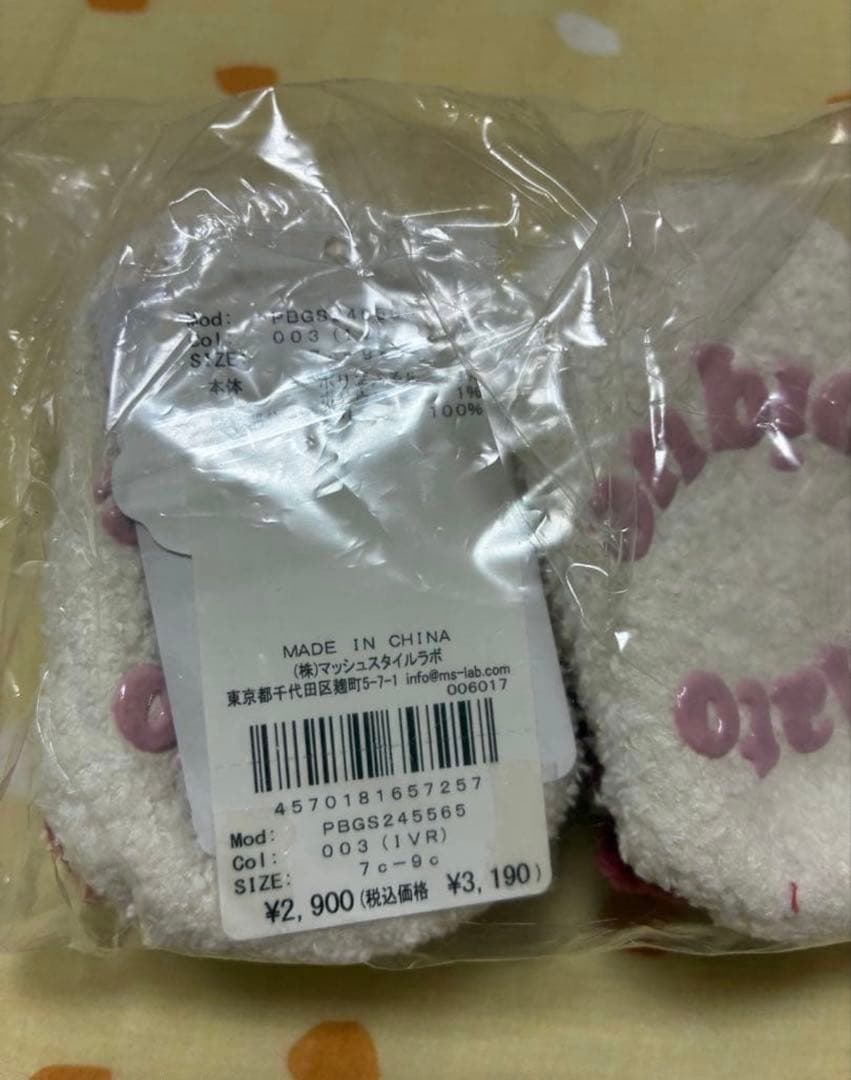 Mod:
Col: 003
SIZE:
本体
1%
100%
MADE IN CHINA
(株)マッシュスタイルラボ
東京都千代田区麹町5-7-1 info@ms-lab.com
006017
4570181657257
Mod: PBGS245565
Col: 003(IVR)
SIZE: 7c-9c
¥2,900(税込価格 ¥3,190)